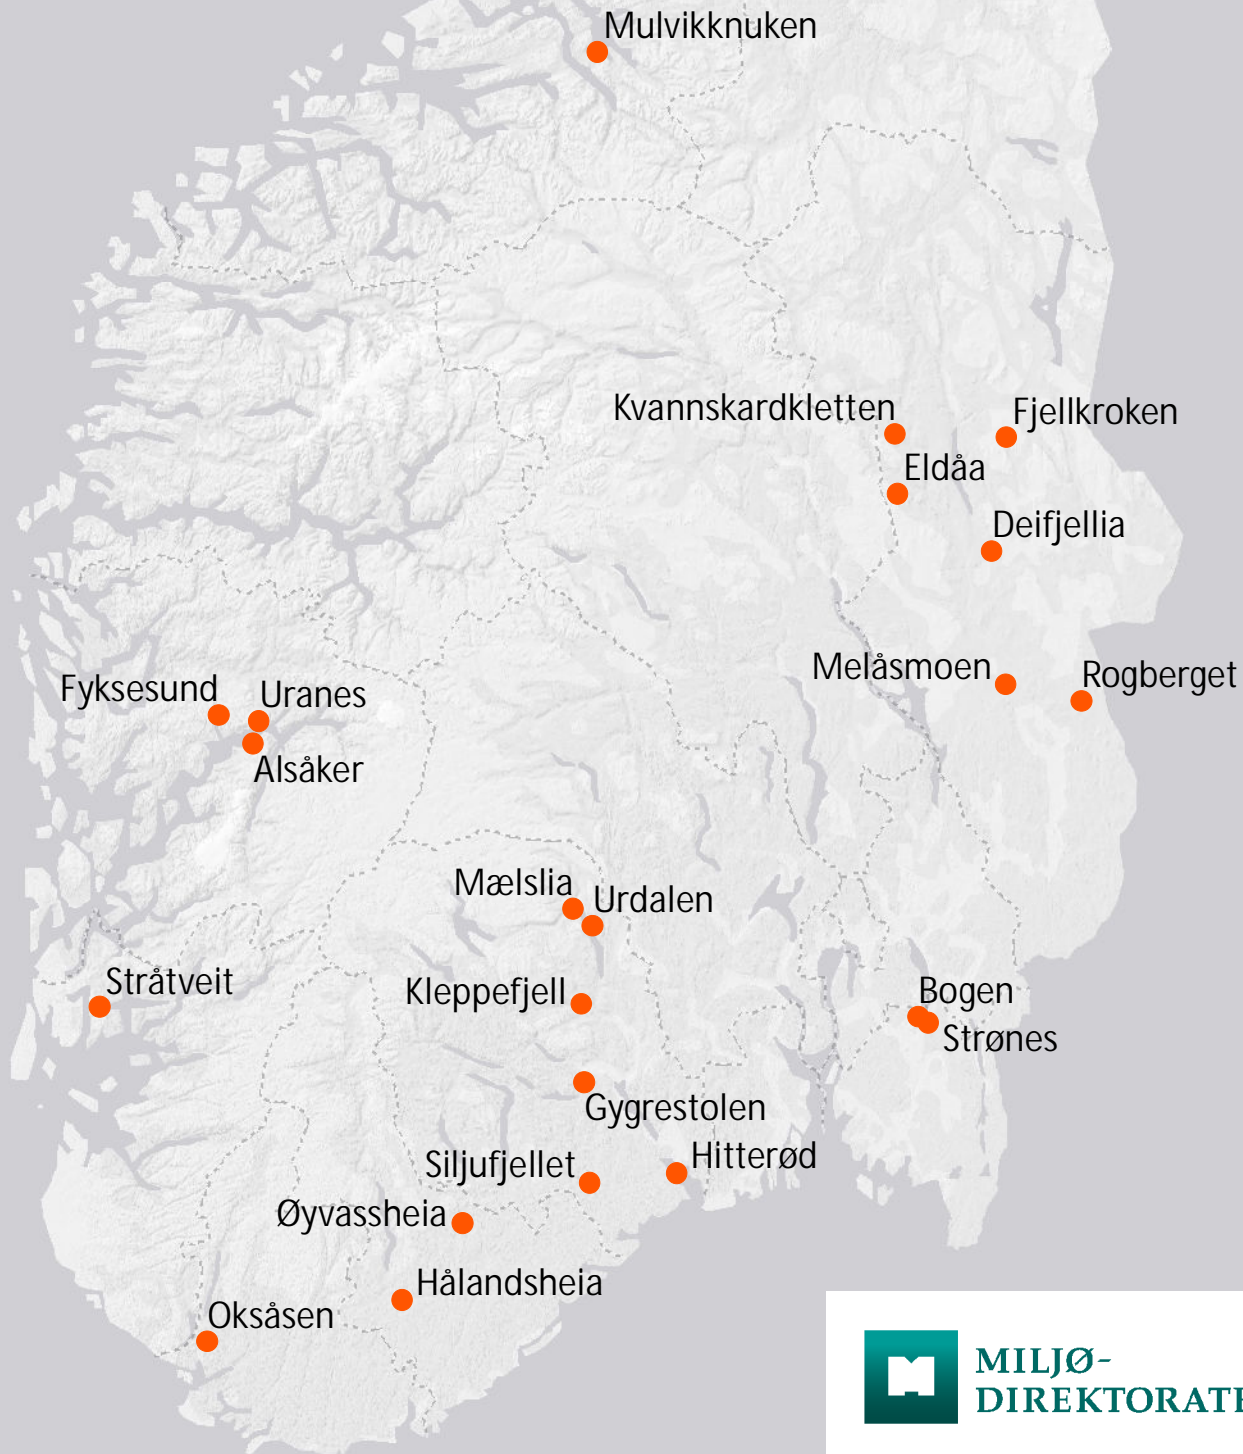 Mulvikknuken
Kvannskardkletten
Fjellkroken
Eldåa
Deifjellia
Melåsmoen
Rogberget
Fyksesund
Uranes
Alsåker
Mælslia
Urdalen
Stråtveit
Kleppefjell
Bogen
Strønes
Gygrestolen
Hitterød
Siljufjellet
Øyvassheia
Hålandsheia
Oksåsen
MILJØ-
DIREKTORATE